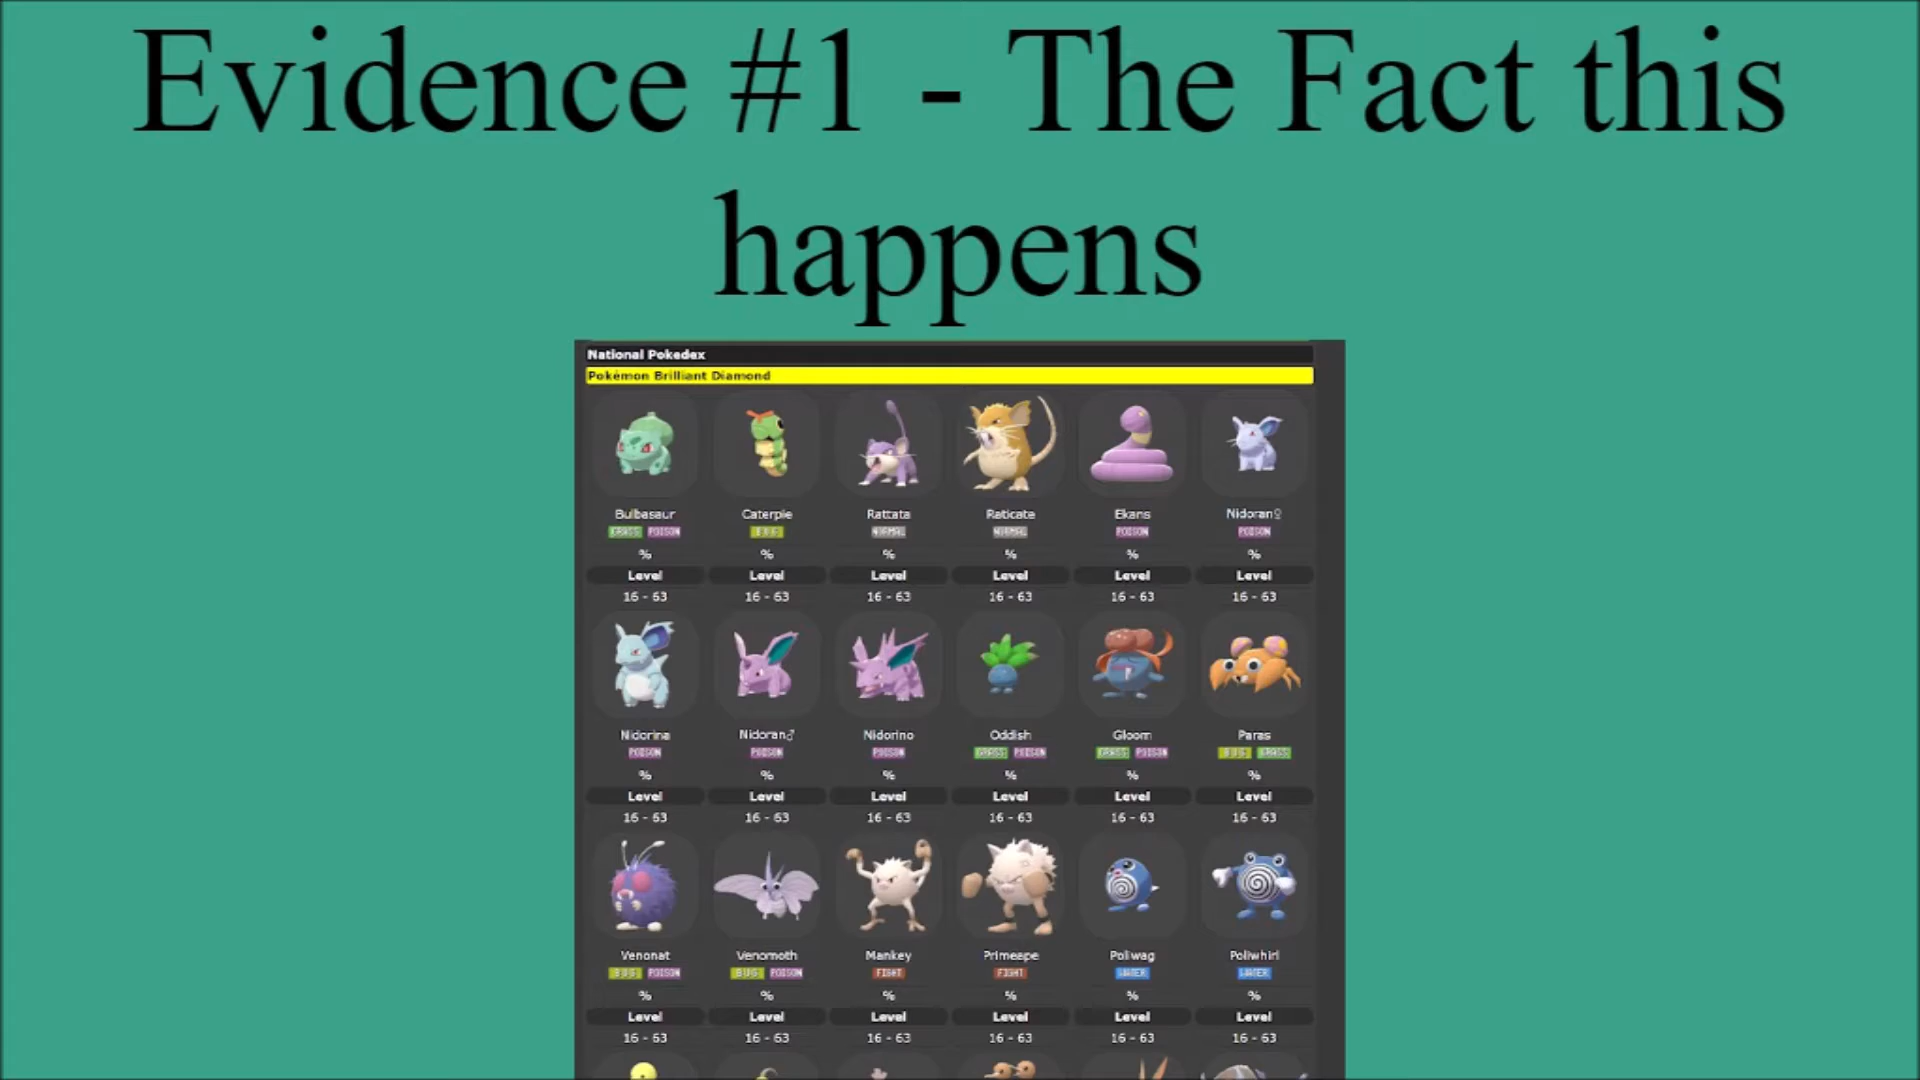 Evidence #1 - The Fact this
happens
National Pokedex
Pokémon Brilliant Diamond
Bulbasaur Caterpie Rattata Raticate Ekans Nidoran♀
GRASS POISON BUG NORMAL NORMAL POISON POISON
% % % % % %
Level Level Level Level Level Level
16 - 63 16 - 63 16 - 63 16 - 63 16 - 63 16 - 63
Nidorina Nidoran♂ Nidorino Oddish Gloom Paras
POISON POISON POISON GRASS POISON GRASS POISON BUG GRASS
% % % % % %
Level Level Level Level Level Level
16 - 63 16 - 63 16 - 63 16 - 63 16 - 63 16 - 63
Venonat Venomoth Mankey Primeape Poliwag Poliwhirl
BUG POISON BUG POISON FIGHT FIGHT WATER WATER
% % % % % %
Level Level Level Level Level Level
16 - 63 16 - 63 16 - 63 16 - 63 16 - 63 16 - 63